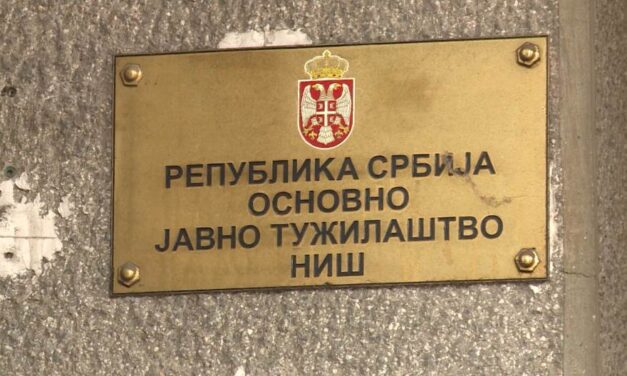 РЕПУБЛИКА СРБИЈА
ОСНОВНО
ЈАВНО ТУЖИЛАШТВО
НИШ